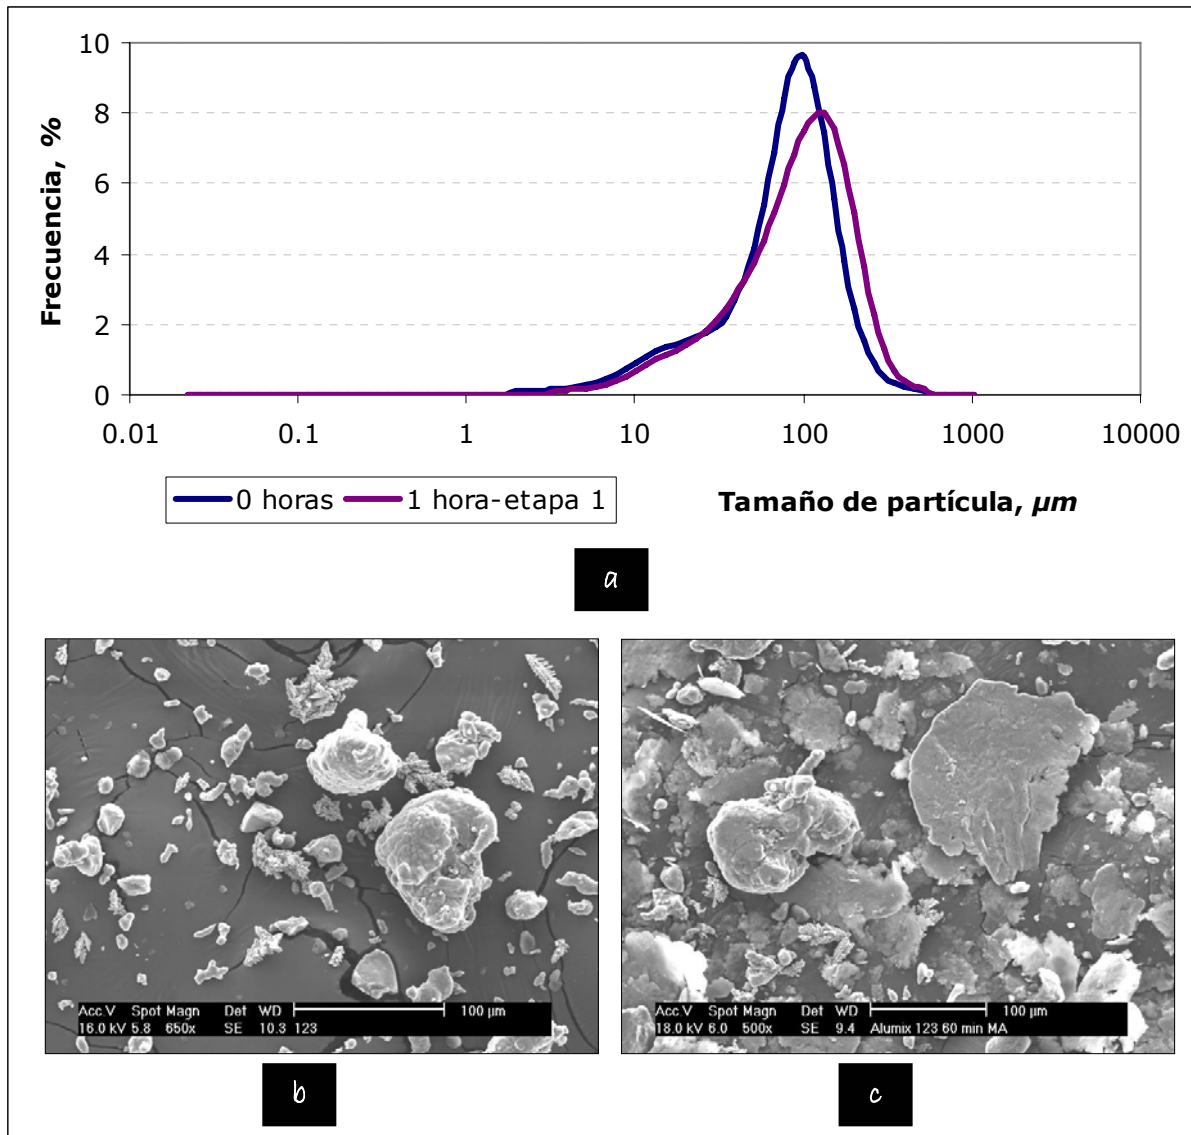 10
8
6
4
2
0
Frecuencia, %
0.01 0.1 1 10 100 1000 10000
0 horas 1 hora-etapa 1
Tamaño de partícula, µm
a
Acc.V Spot Magn Det WD 100 µm
16.0 kV 5.8 650x SE 10.3 123
Acc.V Spot Magn Det WD 100 µm
18.0 kV 6.0 500x SE 9.4 Alumix 123 60 min MA
b
c